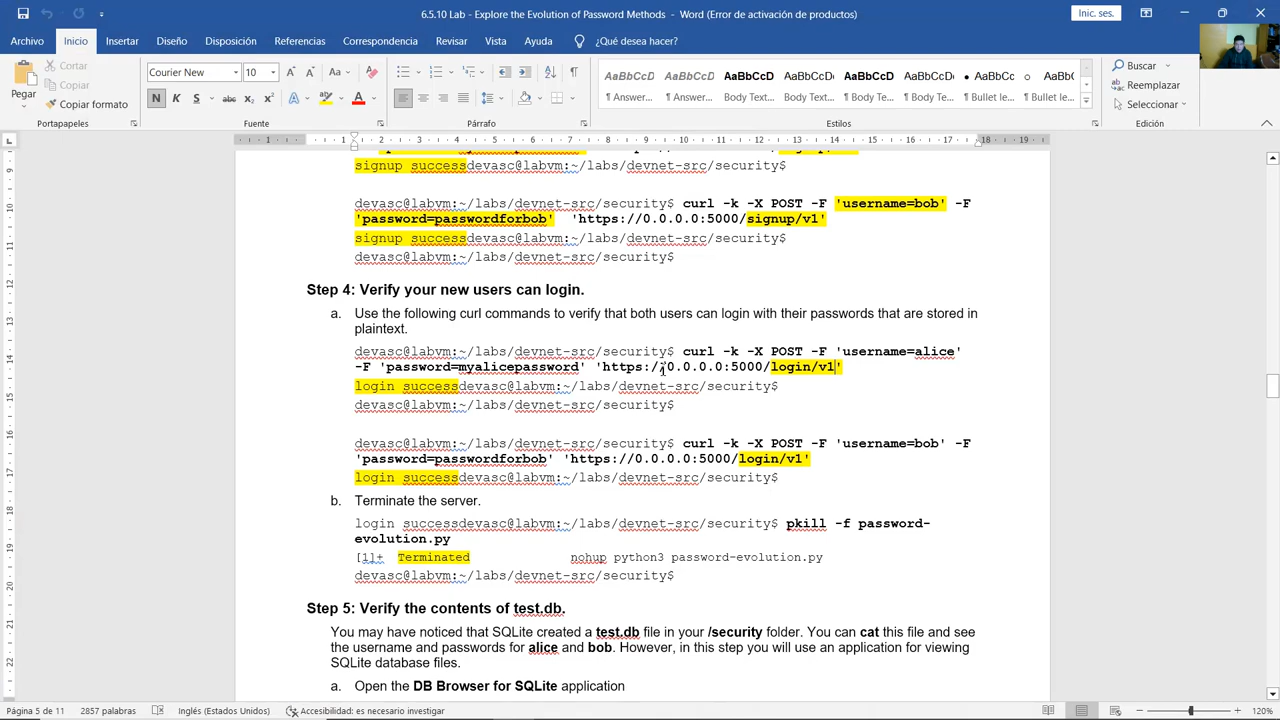 6.5.10 Lab - Explore the Evolution of Password Methods - Word (Error de activación de productos)
Inic. ses.
Archivo Inicio Insertar Diseño Disposición Referencias Correspondencia Revisar Vista Ayuda ¿Qué desea hacer?
Pegar
Cortar
Copiar
Copiar formato
Portapapeles
Courier New 10
Fuente
Párrafo
AaBbCcD AaBbCcD AaBbCcD AaBbCcD AaBbCcD AaBbCcD AaBbCc AaBb
¶ Answer... ¶ Answer... Body Text... Body Text... Body Text... ¶ Bullet le... ¶ Bullet le... ¶ Bullet N...
Estilos
Buscar
Reemplazar
Seleccionar
Edición
signup successdevasc@labvm:~/labs/devnet-src/security$
devasc@labvm:~/labs/devnet-src/security$ curl -k -X POST -F 'username=bob' -F
'password=passwordforbob' 'https://0.0.0.0:5000/signup/v1'
signup successdevasc@labvm:~/labs/devnet-src/security$
devasc@labvm:~/labs/devnet-src/security$
Step 4: Verify your new users can login.
a. Use the following curl commands to verify that both users can login with their passwords that are stored in
plaintext.
devasc@labvm:~/labs/devnet-src/security$ curl -k -X POST -F 'username=alice'
-F 'password=myalicepassword' 'https://0.0.0.0:5000/login/v1'
login successdevasc@labvm:~/labs/devnet-src/security$
devasc@labvm:~/labs/devnet-src/security$
devasc@labvm:~/labs/devnet-src/security$ curl -k -X POST -F 'username=bob' -F
'password=passwordforbob' 'https://0.0.0.0:5000/login/v1'
login successdevasc@labvm:~/labs/devnet-src/security$
b. Terminate the server.
login successdevasc@labvm:~/labs/devnet-src/security$ pkill -f password-
evolution.py
[1]+ Terminated nohup python3 password-evolution.py
devasc@labvm:~/labs/devnet-src/security$
Step 5: Verify the contents of test.db.
You may have noticed that SQLite created a test.db file in your /security folder. You can cat this file and see
the username and passwords for alice and bob. However, in this step you will use an application for viewing
SQLite database files.
a. Open the DB Browser for SQLite application
Página 5 de 11 2857 palabras Inglés (Estados Unidos) Accesibilidad: es necesario investigar 120%